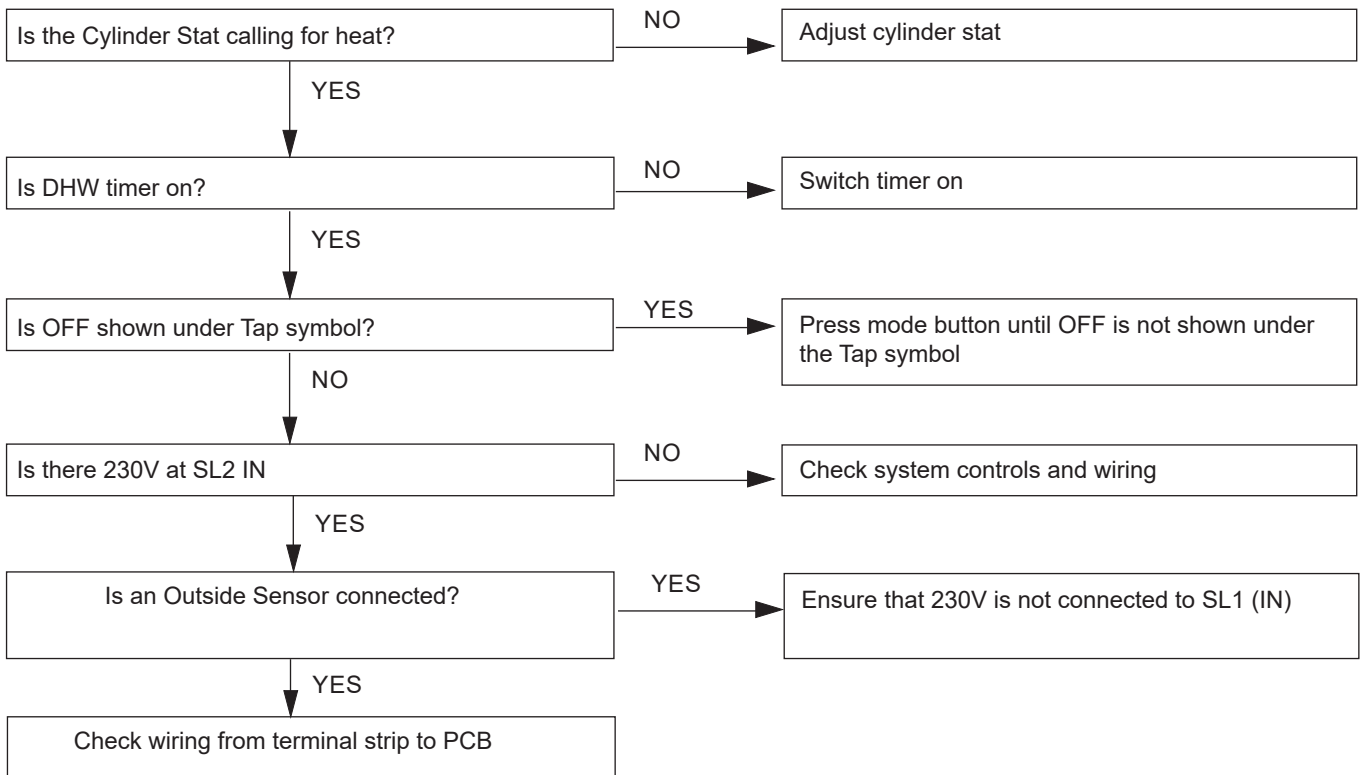 Is the Cylinder Stat calling for heat?
NO
Adjust cylinder stat
YES
Is DHW timer on?
NO
Switch timer on
YES
Is OFF shown under Tap symbol?
YES
Press mode button until OFF is not shown under
the Tap symbol
NO
Is there 230V at SL2 IN
NO
Check system controls and wiring
YES
Is an Outside Sensor connected?
YES
Ensure that 230V is not connected to SL1 (IN)
YES
Check wiring from terminal strip to PCB